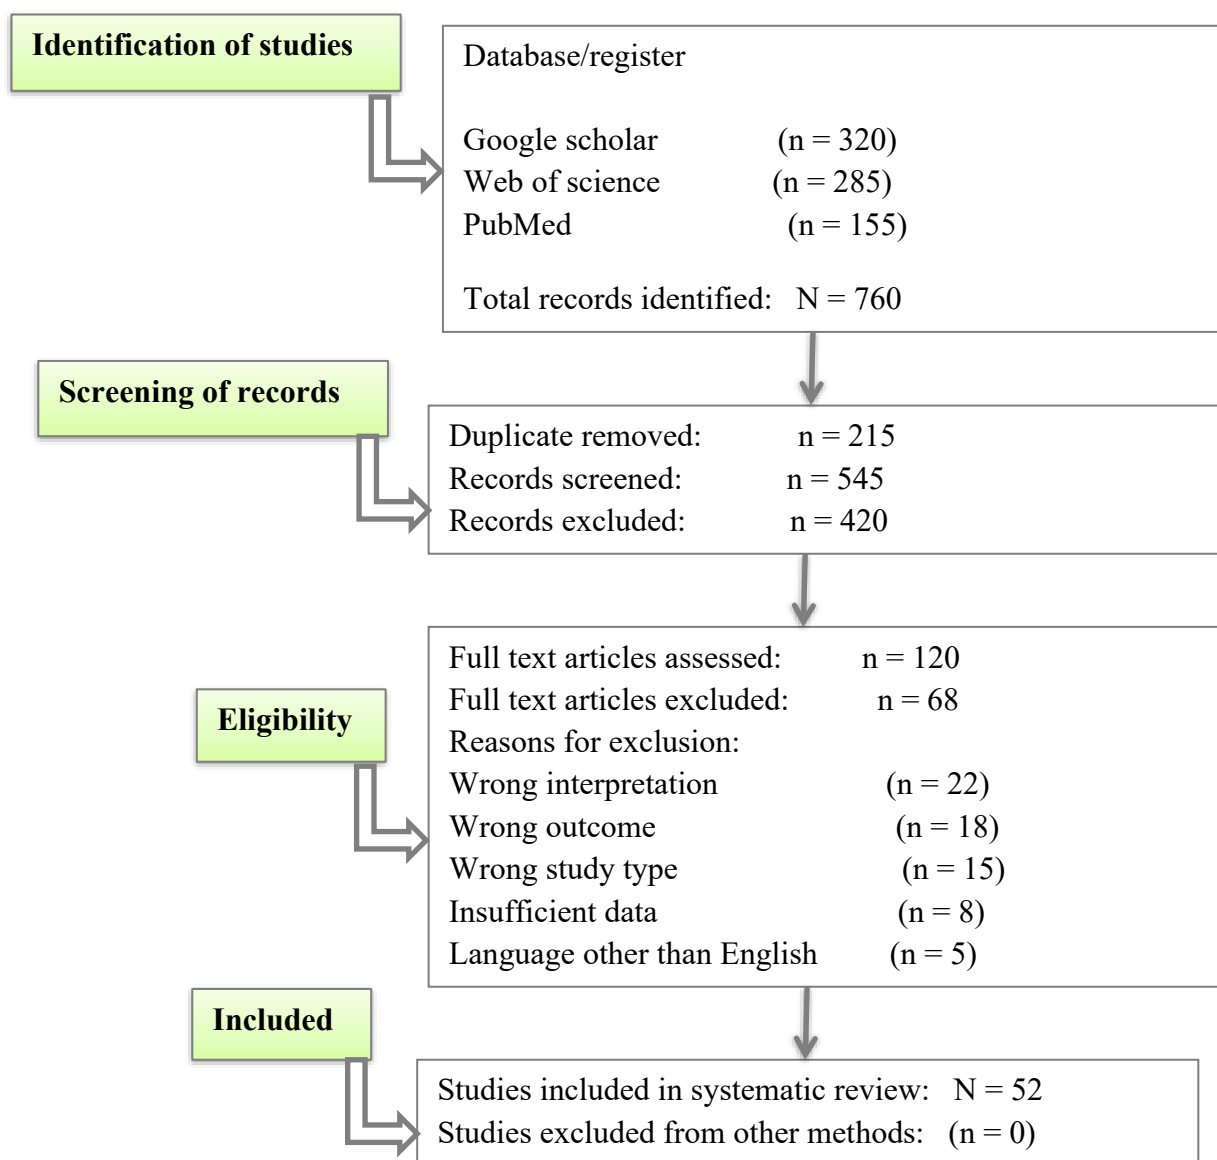 Identification of studies
Database/register
Google scholar (n = 320)
Web of science (n = 285)
PubMed (n = 155)
Total records identified: N = 760
Screening of records
Duplicate removed: n = 215
Records screened: n = 545
Records excluded: n = 420
Eligibility
Full text articles assessed: n = 120
Full text articles excluded: n = 68
Reasons for exclusion:
Wrong interpretation (n = 22)
Wrong outcome (n = 18)
Wrong study type (n = 15)
Insufficient data (n = 8)
Language other than English (n = 5)
Included
Studies included in systematic review: N = 52
Studies excluded from other methods: (n = 0)